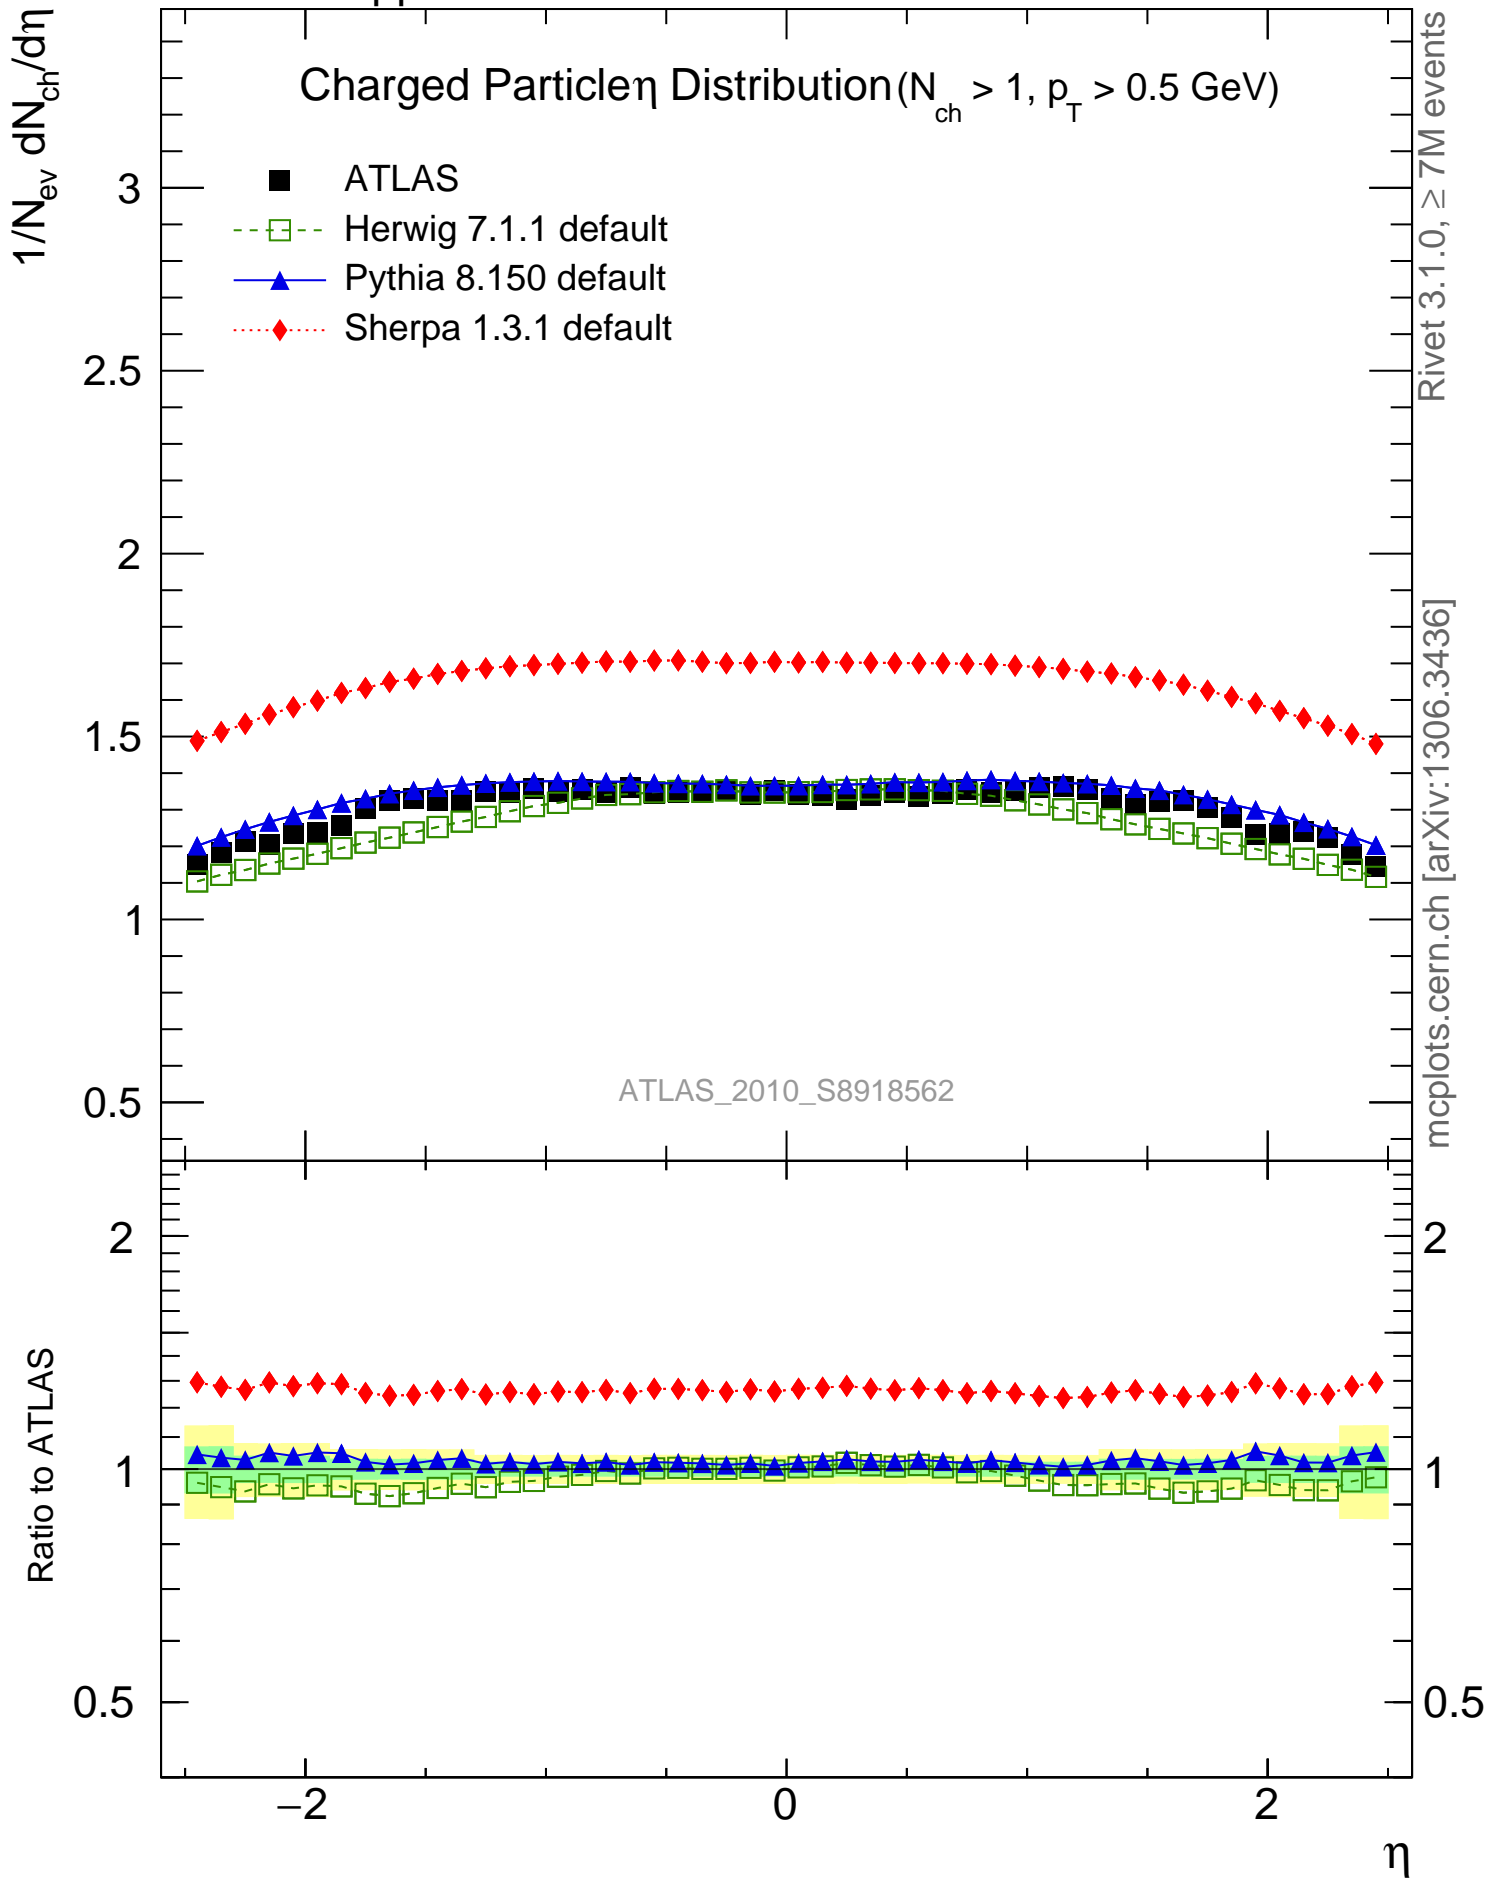 1/N_ev dN_ch/dη
Charged Particleη Distribution (N_ch > 1, p_T > 0.5 GeV)
ATLAS
Herwig 7.1.1 default
Pythia 8.150 default
Sherpa 1.3.1 default
3
2.5
2
1.5
1
0.5
ATLAS_2010_S8918562
Rivet 3.1.0, ≥ 7M events
mcplots.cern.ch [arXiv:1306.3436]
Ratio to ATLAS
2
1
0.5
2
1
0.5
−2
0
2
η